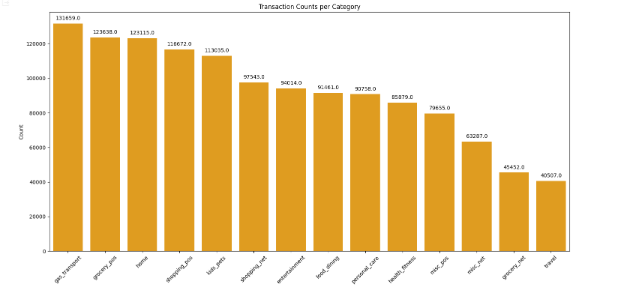 Transaction Counts per Category
131659.0
123638.0
123115.0
116672.0
113035.0
97543.0
94014.0
91461.0
90758.0
85879.0
79655.0
63287.0
45452.0
40507.0
Count
120000
100000
80000
60000
40000
20000
0
gas_transport
grocery_pos
home
shopping_pos
kids_pets
shopping_net
entertainment
food_dining
personal_care
health_fitness
misc_pos
misc_net
grocery_net
travel